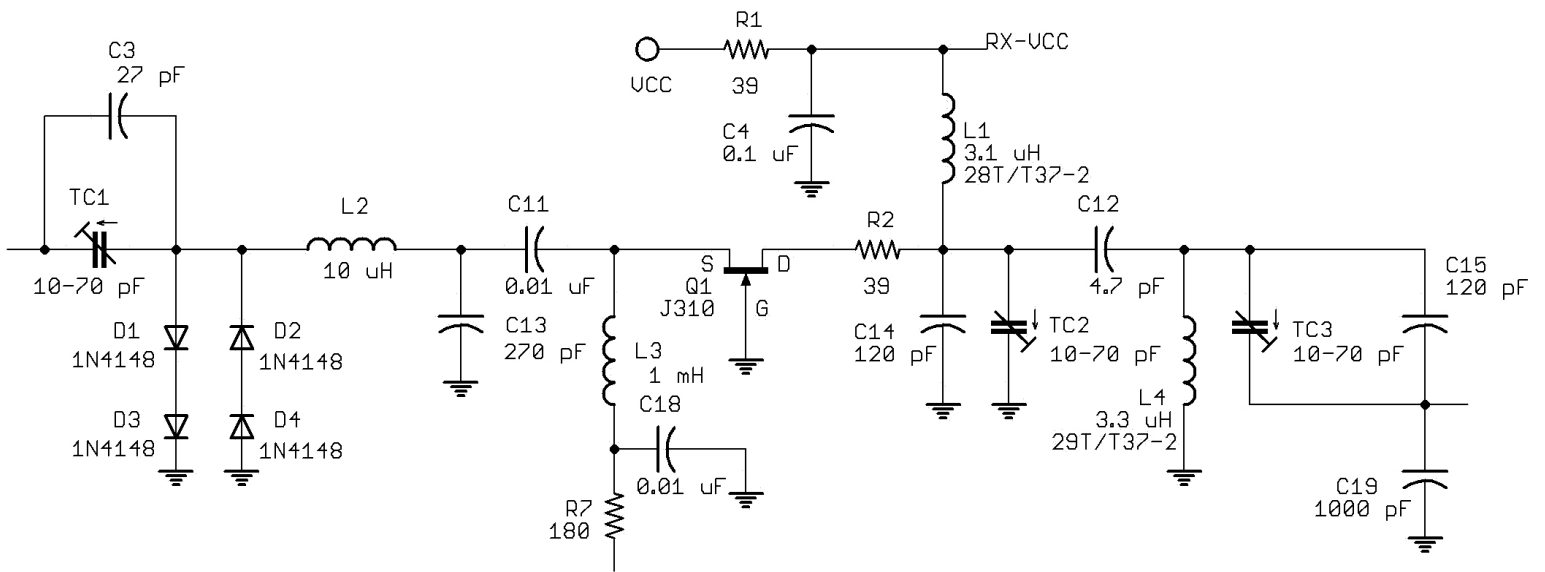 R1
RX-VCC
C3
27 pF
VCC
39
C4
0.1 uF
L1
3.1 uH
28T/T37-2
TC1
L2
C11
R2
C12
10-70 pF
10 uH
0.01 uF
S
D
Q1
J310
G
39
4.7 pF
C15
120 pF
D1
1N4148
D2
1N4148
C13
270 pF
L3
1 mH
C14
120 pF
TC2
10-70 pF
TC3
10-70 pF
D3
1N4148
D4
1N4148
C18
0.01 uF
L4
3.3 uH
29T/T37-2
R7
180
C19
1000 pF